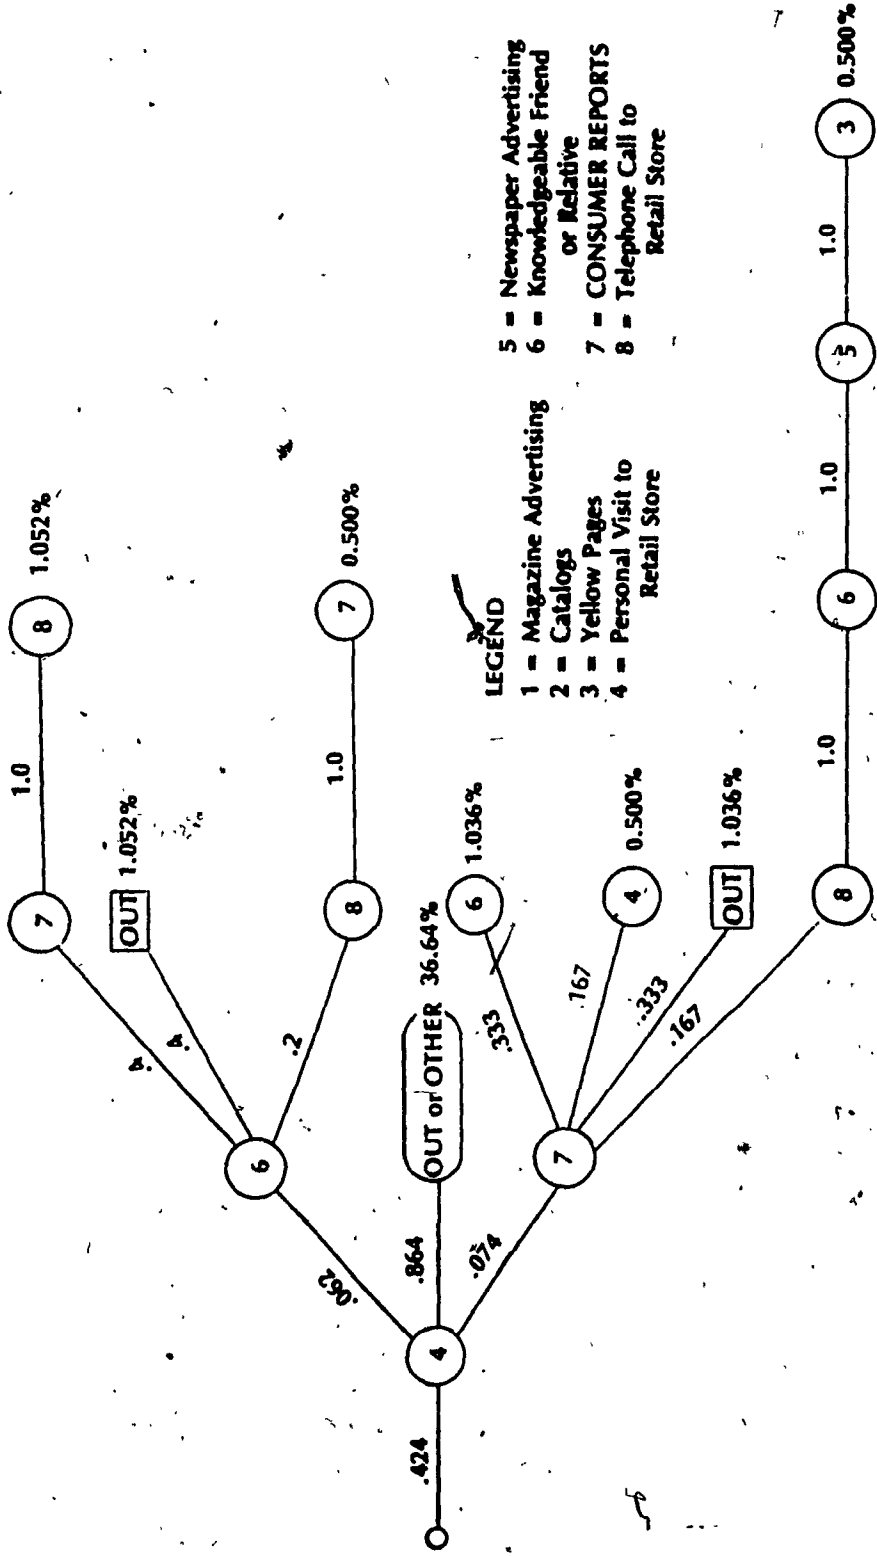 .424
4
.062
.864
.074
6
OUT or OTHER 36.64%
7
.4
.4
.2
.333
.167
.333
.167
7
1.0
8 1.052%
OUT 1.052%
8
1.0
7 0.500%
6 1.036%
4 0.500%
OUT 1.036%
8
1.0
6
1.0
5
1.0
3 0.500%
LEGEND
1 = Magazine Advertising
2 = Catalogs
3 = Yellow Pages
4 = Personal Visit to
Retail Store
5 = Newspaper Advertising
6 = Knowledgeable Friend
or Relative
7 = CONSUMER REPORTS
8 = Telephone Call to
Retail Store